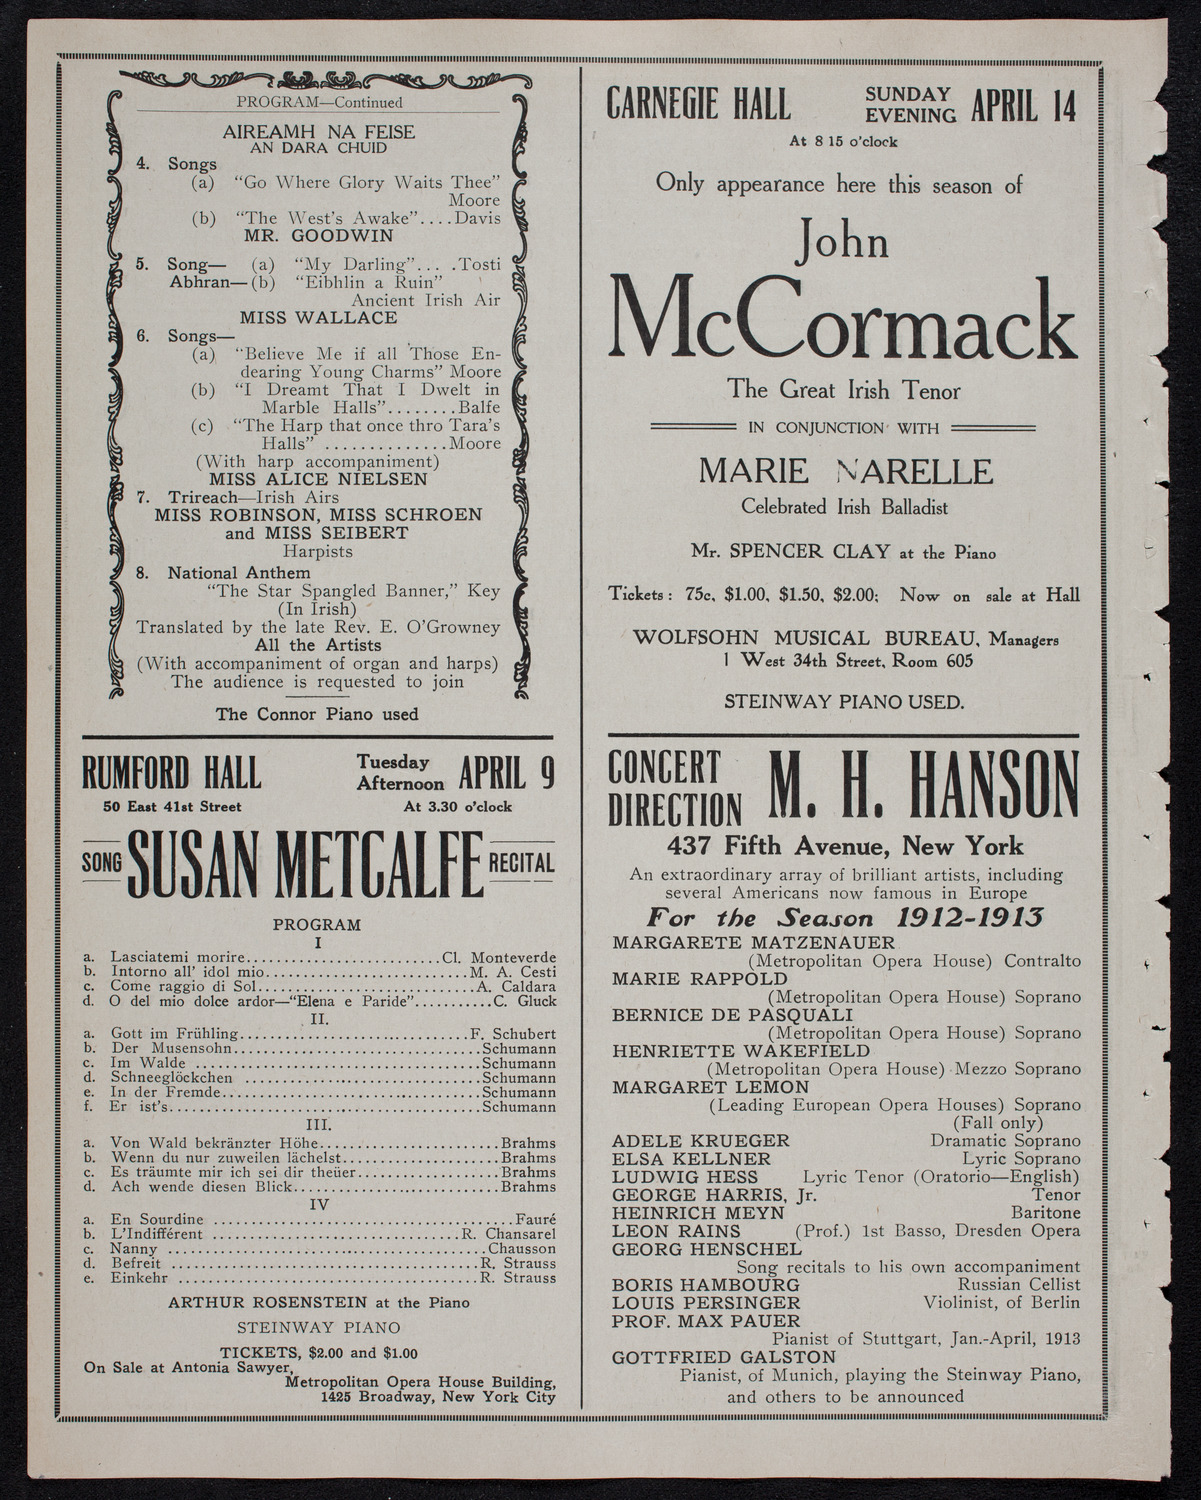 PROGRAM—Continued
AIREAMH NA FEISE
AN DARA CHUID
4. Songs
(a) "Go Where Glory Waits Thee"
Moore
(b) "The West's Awake"....Davis
MR. GOODWIN
5. Song— (a) "My Darling"... .Tosti
Abhran—(b) "Eibhlin a Ruin"
Ancient Irish Air
MISS WALLACE
6. Songs—
(a) "Believe Me if all Those En-
dearing Young Charms" Moore
(b) "I Dreamt That I Dwelt in
Marble Halls"........Balfe
(c) "The Harp that once thro Tara's
Halls" ..............Moore
(With harp accompaniment)
MISS ALICE NIELSEN
7. Trireach—Irish Airs
MISS ROBINSON, MISS SCHROEN
and MISS SEIBERT
Harpists
8. National Anthem
"The Star Spangled Banner," Key
(In Irish)
Translated by the late Rev. E. O'Growney
All the Artists
(With accompaniment of organ and harps)
The audience is requested to join
The Connor Piano used
RUMFORD HALL Tuesday Afternoon APRIL 9
50 East 41st Street At 3.30 o'clock
SONG SUSAN METCALFE RECITAL
PROGRAM
I
a. Lasciatemi morire.........................Cl. Monteverde
b. Intorno all' idol mio..........................M. A. Cesti
c. Come raggio di Sol............................A. Caldara
d. O del mio dolce ardor—"Elena e Paride"..........C. Gluck
II.
a. Gott im Frühling..............................F. Schubert
b. Der Musensohn................................Schumann
c. Im Walde ....................................Schumann
d. Schneeglöckchen ..............................Schumann
e. In der Fremde.................................Schumann
f. Er ist's........................................Schumann
III.
a. Von Wald bekränzter Höhe.......................Brahms
b. Wenn du nur zuweilen lächelst....................Brahms
c. Es träumte mir ich sei dir theüer..................Brahms
d. Ach wende diesen Blick..........................Brahms
IV
a. En Sourdine .......................................Fauré
b. L'Indifférent ................................R. Chansarel
c. Nanny .........................................Chausson
d. Befreit ........................................R. Strauss
e. Einkehr .......................................R. Strauss
ARTHUR ROSENSTEIN at the Piano
STEINWAY PIANO
TICKETS, $2.00 and $1.00
On Sale at Antonia Sawyer,
Metropolitan Opera House Building,
1425 Broadway, New York City
CARNEGIE HALL SUNDAY EVENING APRIL 14
At 8 15 o'clock
Only appearance here this season of
John
McCormack
The Great Irish Tenor
IN CONJUNCTION WITH
MARIE NARELLE
Celebrated Irish Balladist
Mr. SPENCER CLAY at the Piano
Tickets: 75c, $1.00, $1.50, $2.00; Now on sale at Hall
WOLFSOHN MUSICAL BUREAU, Managers
1 West 34th Street, Room 605
STEINWAY PIANO USED.
CONCERT DIRECTION M. H. HANSON
437 Fifth Avenue, New York
An extraordinary array of brilliant artists, including
several Americans now famous in Europe
For the Season 1912-1913
MARGARETE MATZENAUER
(Metropolitan Opera House) Contralto
MARIE RAPPOLD
(Metropolitan Opera House) Soprano
BERNICE DE PASQUALI
(Metropolitan Opera House) Soprano
HENRIETTE WAKEFIELD
(Metropolitan Opera House) Mezzo Soprano
MARGARET LEMON
(Leading European Opera Houses) Soprano
(Fall only)
ADELE KRUEGER Dramatic Soprano
ELSA KELLNER Lyric Soprano
LUDWIG HESS Lyric Tenor (Oratorio—English)
GEORGE HARRIS, Jr. Tenor
HEINRICH MEYN Baritone
LEON RAINS (Prof.) 1st Basso, Dresden Opera
GEORG HENSCHEL
Song recitals to his own accompaniment
BORIS HAMBOURG Russian Cellist
LOUIS PERSINGER Violinist, of Berlin
PROF. MAX PAUER
Pianist of Stuttgart, Jan.-April, 1913
GOTTFRIED GALSTON
Pianist, of Munich, playing the Steinway Piano,
and others to be announced